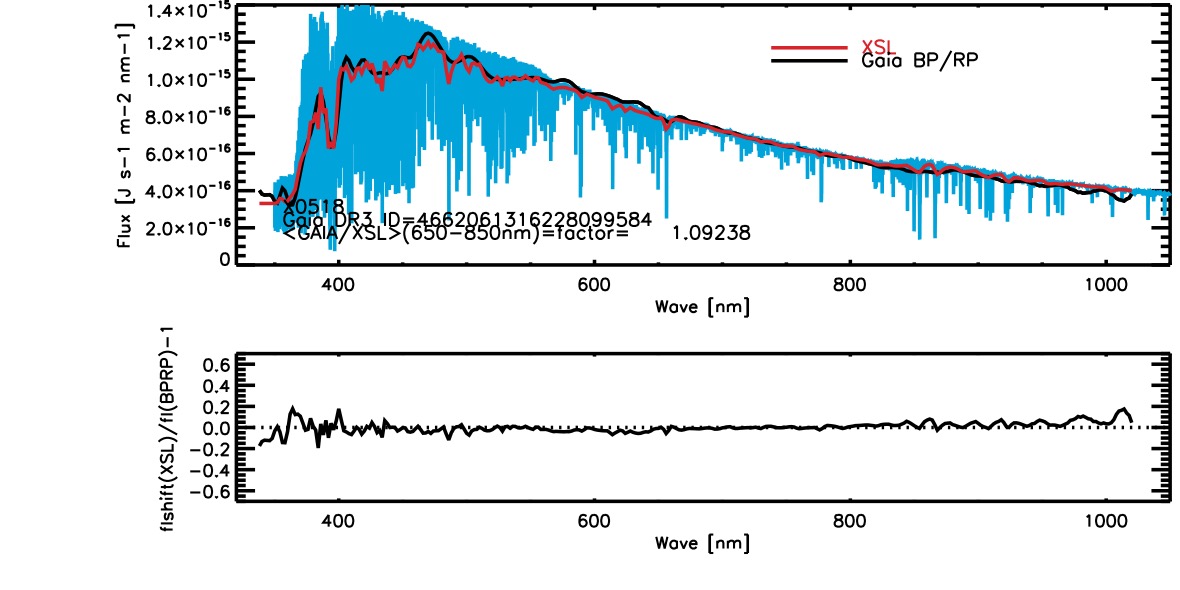 Flux [J s−1 m−2 nm−1]
1.4×10−15
1.2×10−15
1.0×10−15
8.0×10−16
6.0×10−16
4.0×10−16
2.0×10−16
0
XSL
Gaia BP/RP
X0518
Gaia DR3 ID=4662061316228099584
<GAIA/XSL>(650−850nm)=factor= 1.09238
400 600 800 1000
Wave [nm]
flshift(XSL)/fl(BPRP)−1
0.6
0.4
0.2
0.0
−0.2
−0.4
−0.6
400 600 800 1000
Wave [nm]